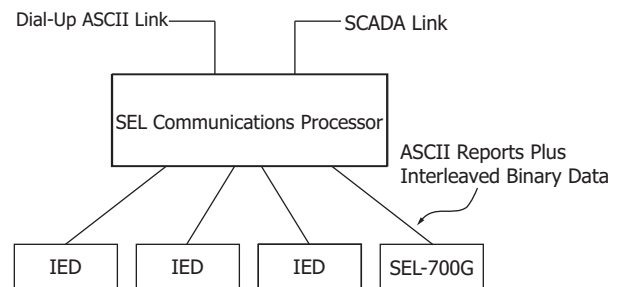 Dial-Up ASCII Link
SCADA Link
SEL Communications Processor
ASCII Reports Plus
Interleaved Binary Data
IED
IED
IED
SEL-700G